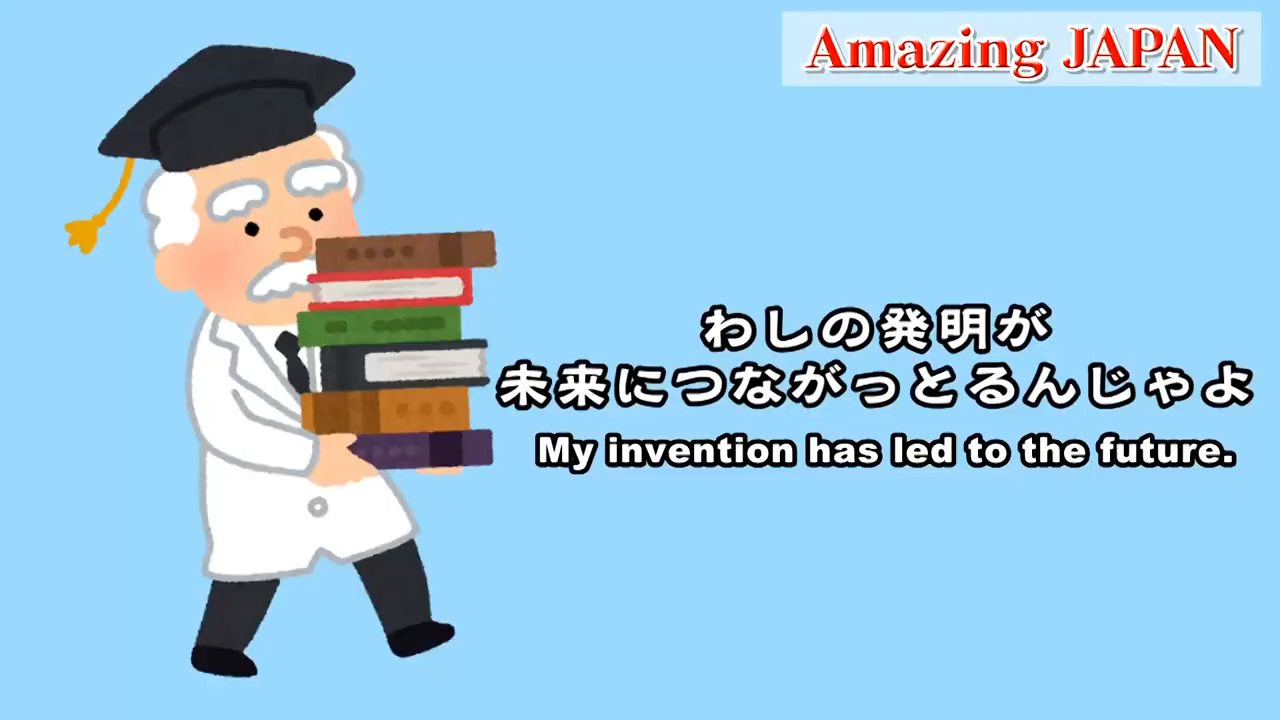 Amazing JAPAN
わしの発明が
未来につながっとるんじゃよ
My invention has led to the future.